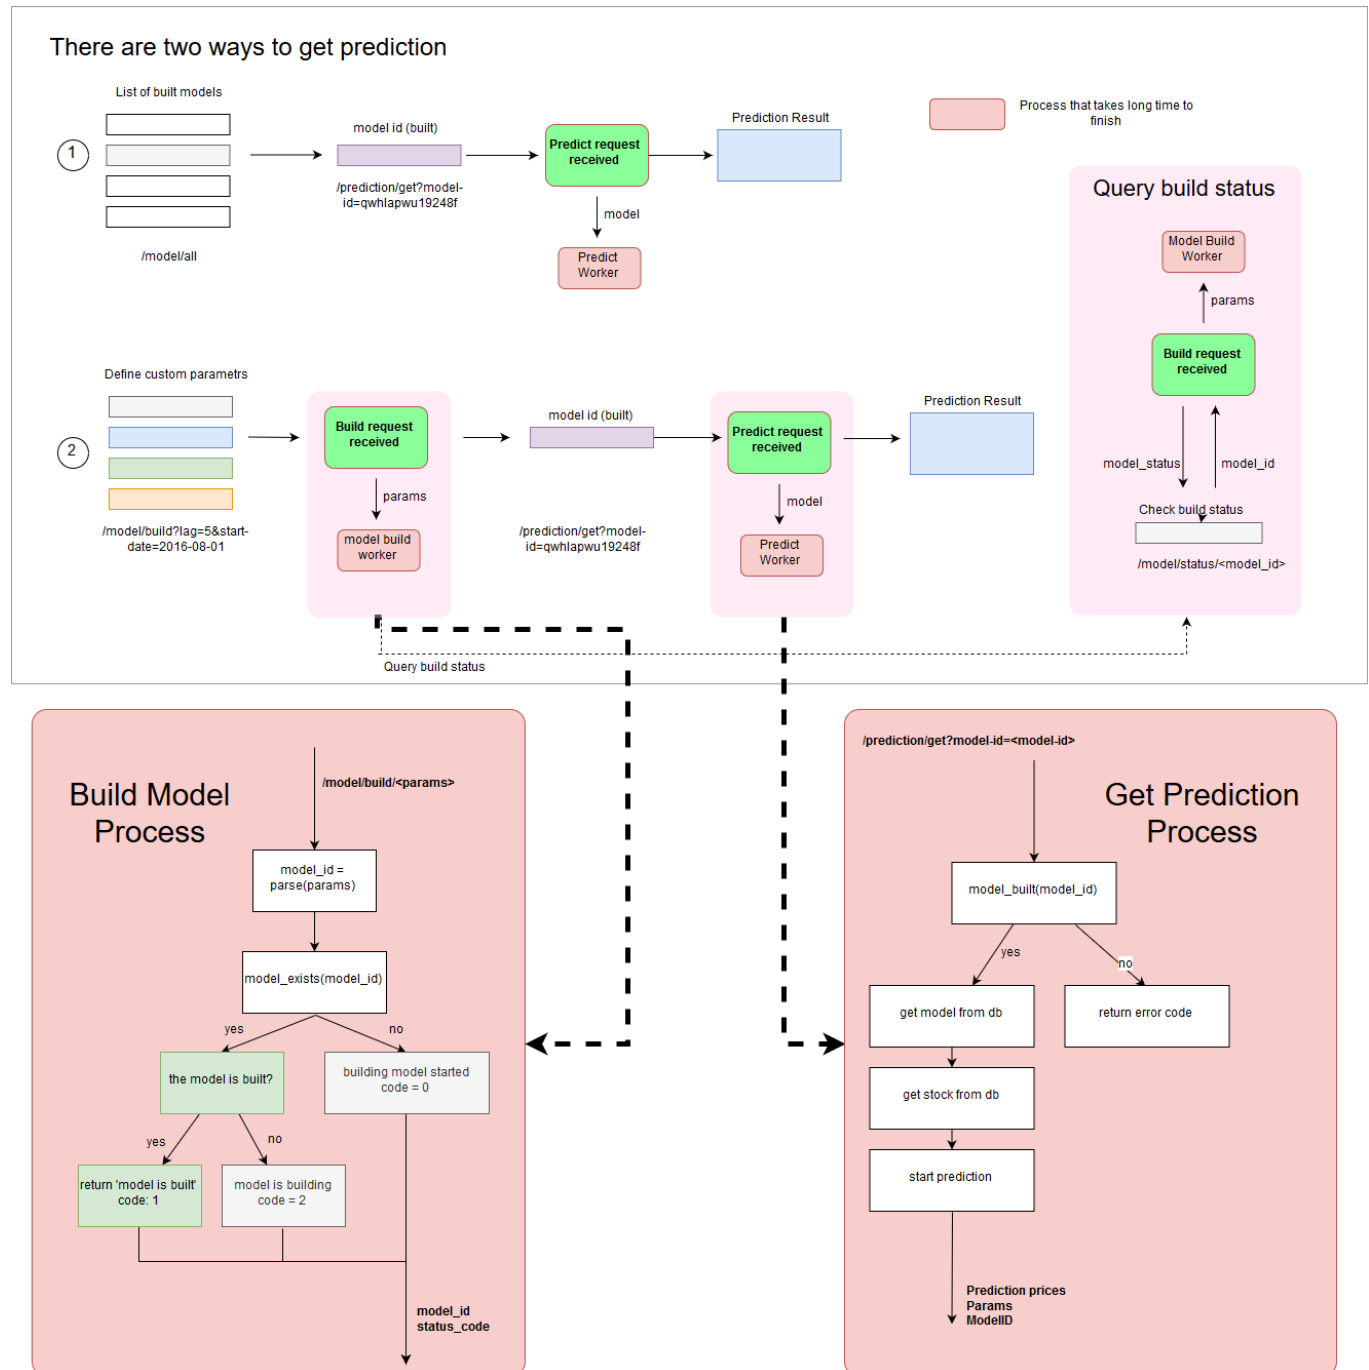 There are two ways to get prediction
List of built models
1
/model/all
model id (built)
/prediction/get?model-
id=qwhlapwu19248f
Predict request
received
model
Predict
Worker
Prediction Result
Process that takes long time to
finish
Query build status
Model Build
Worker
params
Build request
received
model_status
model_id
Check build status
/model/status/<model_id>
Define custom parametrs
2
/model/build?lag=5&start-
date=2016-08-01
Build request
received
params
model build
worker
model id (built)
/prediction/get?model-
id=qwhlapwu19248f
Predict request
received
model
Predict
Worker
Prediction Result
Query build status
Build Model
Process
/model/build/<params>
model_id =
parse(params)
model_exists(model_id)
yes
no
the model is built?
building model started
code = 0
yes
no
return 'model is built'
code: 1
model is building
code = 2
model_id
status_code
/prediction/get?model-id=<model-id>
Get Prediction
Process
model_built(model_id)
yes
no
get model from db
return error code
get stock from db
start prediction
Prediction prices
Params
ModelID